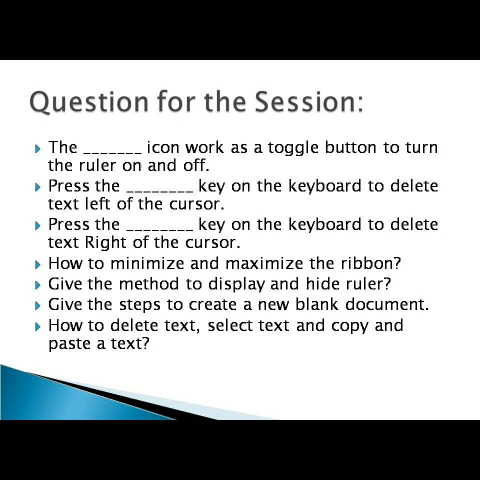 Question for the Session:
The _______ icon work as a toggle button to turn
the ruler on and off.
Press the ________ key on the keyboard to delete
text left of the cursor.
Press the ________ key on the keyboard to delete
text Right of the cursor.
How to minimize and maximize the ribbon?
Give the method to display and hide ruler?
Give the steps to create a new blank document.
How to delete text, select text and copy and
paste a text?